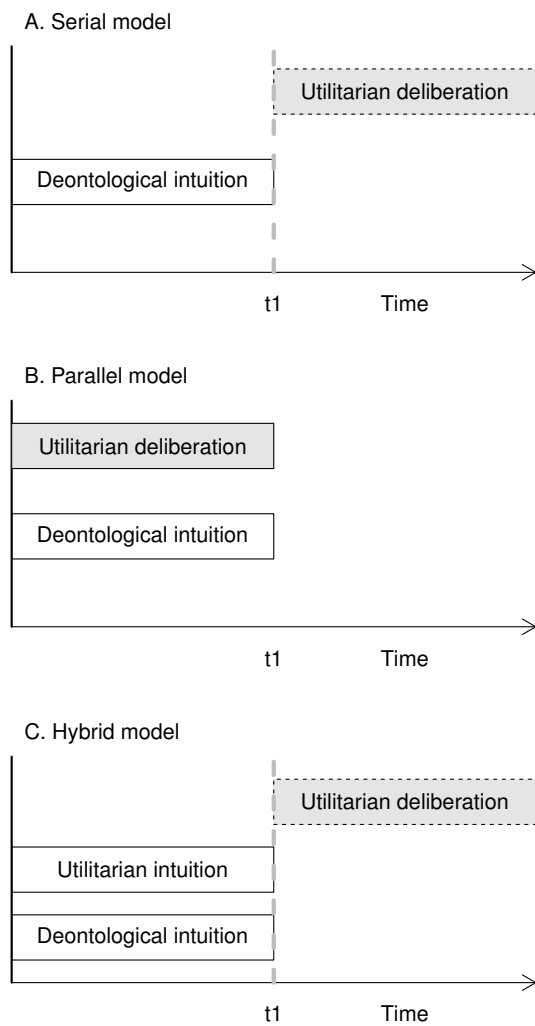 A. Serial model
Utilitarian deliberation
Deontological intuition
t1 Time
B. Parallel model
Utilitarian deliberation
Deontological intuition
t1 Time
C. Hybrid model
Utilitarian deliberation
Utilitarian intuition
Deontological intuition
t1 Time